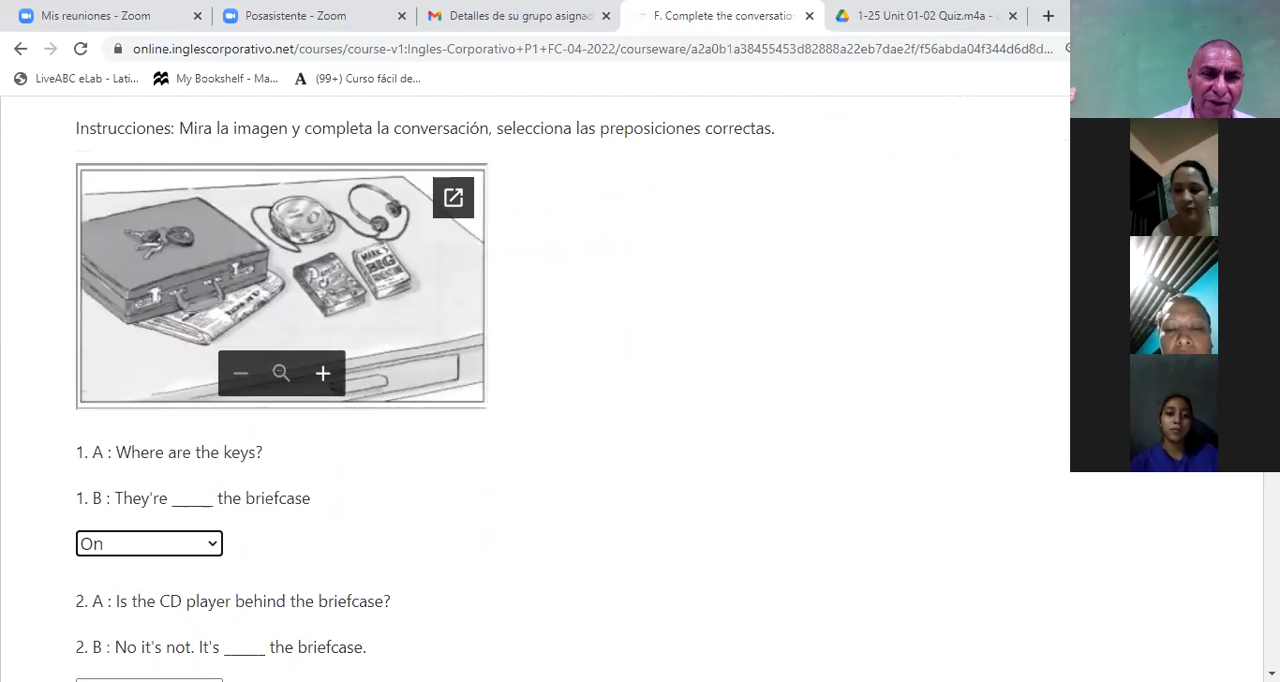 Mis reuniones - Zoom
Posasistente - Zoom
Detalles de su grupo asignad
F. Complete the conversatio
1-25 Unit 01-02 Quiz.m4a -
online.inglescorporativo.net/courses/course-v1:Ingles-Corporativo+P1+FC-04-2022/courseware/a2a0b1a38455453d82888a22eb7dae2f/f56abda04f344d6d8d...
LiveABC eLab - Lati...
My Bookshelf - Ma...
A (99+) Curso fácil de...
Instrucciones: Mira la imagen y completa la conversación, selecciona las preposiciones correctas.
MARK'S
BIG
1. A : Where are the keys?
1. B : They're _____ the briefcase
On
2. A : Is the CD player behind the briefcase?
2. B : No it's not. It's _____ the briefcase.